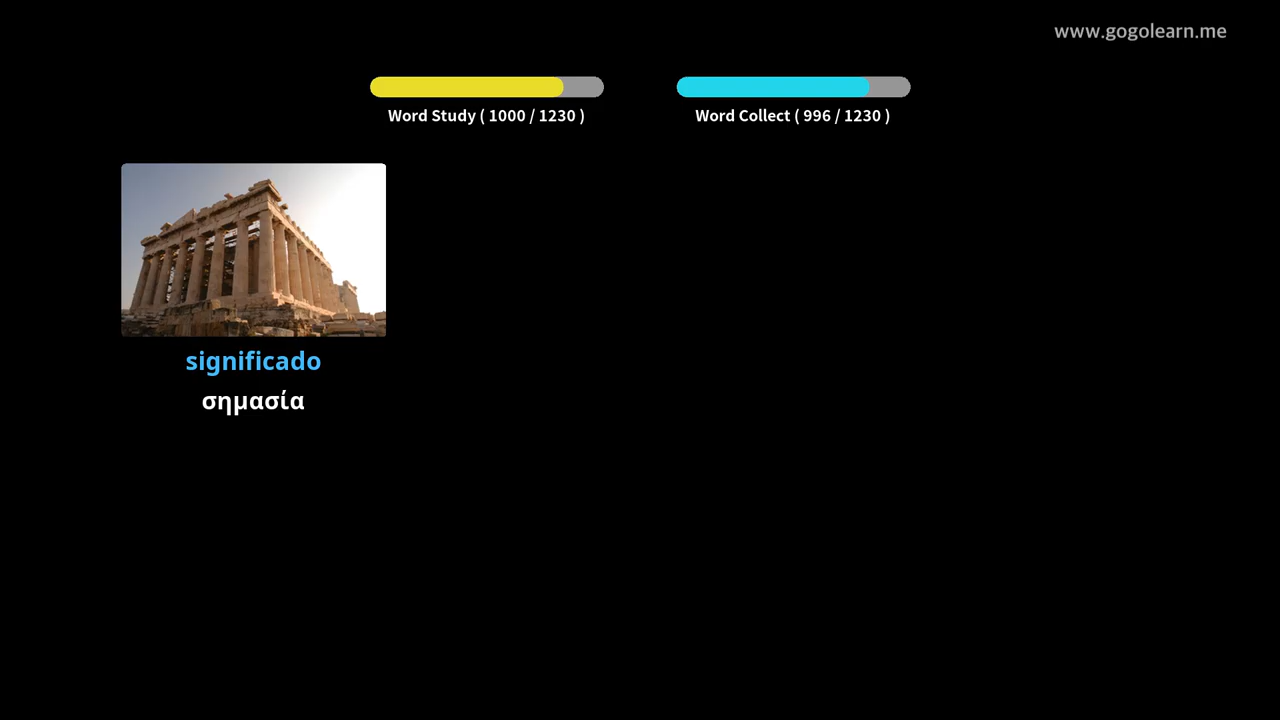 www.gogolearn.me
Word Study ( 1000 / 1230 )
Word Collect ( 996 / 1230 )
significado
σημασία